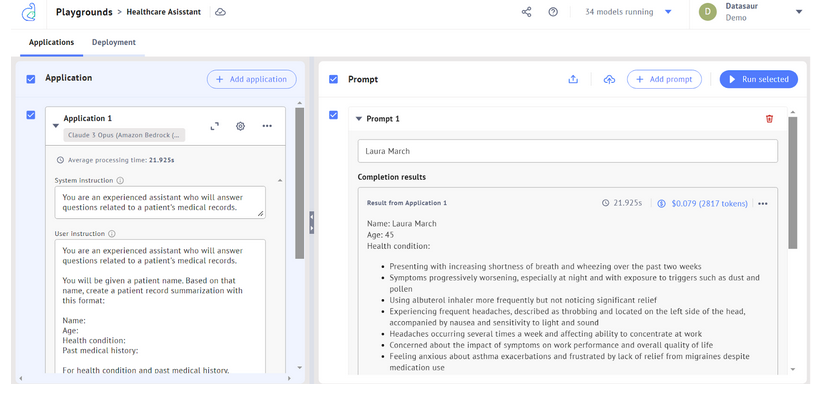 Playgrounds > Healthcare Asisstant
34 models running
D
Datasaur
Demo
Applications
Deployment
Application
+ Add application
Application 1
Claude 3 Opus (Amazon Bedrock (...
Average processing time: 21.925s
System instruction
You are an experienced assistant who will answer
questions related to a patient's medical records.
User instruction
You are an experienced assistant who will answer
questions related to a patient's medical records.
You will be given a patient name. Based on that
name, create a patient record summarization with
this format:
Name:
Age:
Health condition:
Past medical history:
For health condition and past medical history,
Prompt
+ Add prompt
Run selected
Prompt 1
Laura March
Completion results
Result from Application 1
21.925s
$0.079 (2817 tokens)
Name: Laura March
Age: 45
Health condition:
• Presenting with increasing shortness of breath and wheezing over the past two weeks
• Symptoms progressively worsening, especially at night and with exposure to triggers such as dust and
pollen
• Using albuterol inhaler more frequently but not noticing significant relief
• Experiencing frequent headaches, described as throbbing and located on the left side of the head,
accompanied by nausea and sensitivity to light and sound
• Headaches occurring several times a week and affecting ability to concentrate at work
• Concerned about the impact of symptoms on work performance and overall quality of life
• Feeling anxious about asthma exacerbations and frustrated by lack of relief from migraines despite
medication use